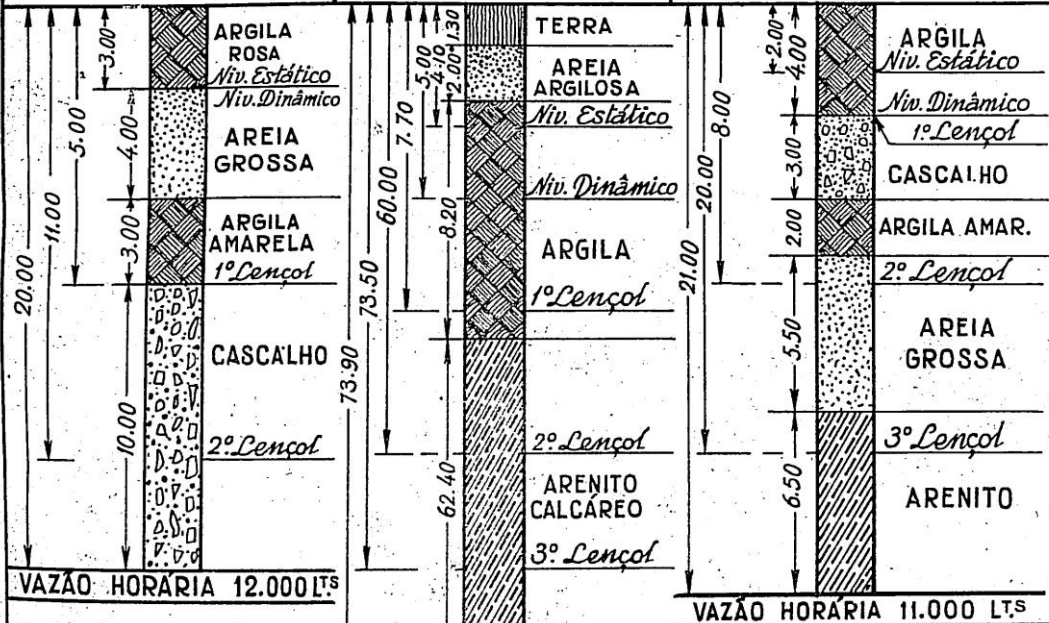 20.00
11.00
5.00
3.00
4.00
3.00
10.00
ARGILA
ROSA
Niv. Estático
Niv. Dinâmico
AREIA
GROSSA
ARGILA
AMARELA
1º Lençol
CASCALHO
2º Lençol
VAZÃO HORÁRIA 12.000 LTS
73.90
73.50
60.00
7.70
5.00
4.10
1.30
2.00
8.20
62.40
TERRA
AREIA
ARGILOSA
Niv. Estático
Niv. Dinâmico
ARGILA
1º Lençol
2º Lençol
ARENITO
CALCÁREO
3º Lençol
21.00
20.00
8.00
2.00
4.00
3.00
2.00
5.50
6.50
ARGILA
Niv. Estático
Niv. Dinâmico
1º Lençol
CASCALHO
ARGILA AMAR.
2º Lençol
AREIA
GROSSA
3º Lençol
ARENITO
VAZÃO HORÁRIA 11.000 LTS